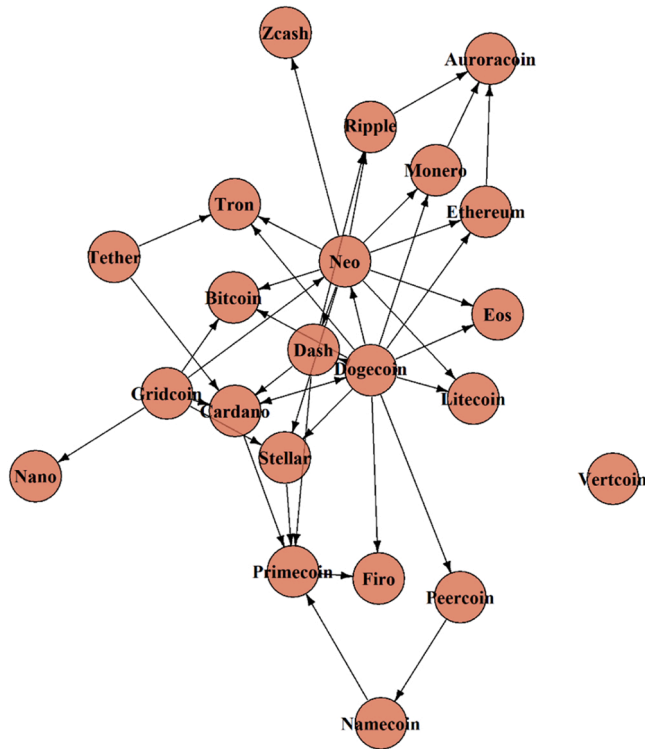 Zcash
Auroracoin
Ripple
Monero
Tron
Ethereum
Tether
Neo
Bitcoin
Eos
Dash
Dogecoin
Gridcoin
Cardano
Litecoin
Stellar
Nano
Vertcoin
Primecoin
Firo
Peercoin
Namecoin